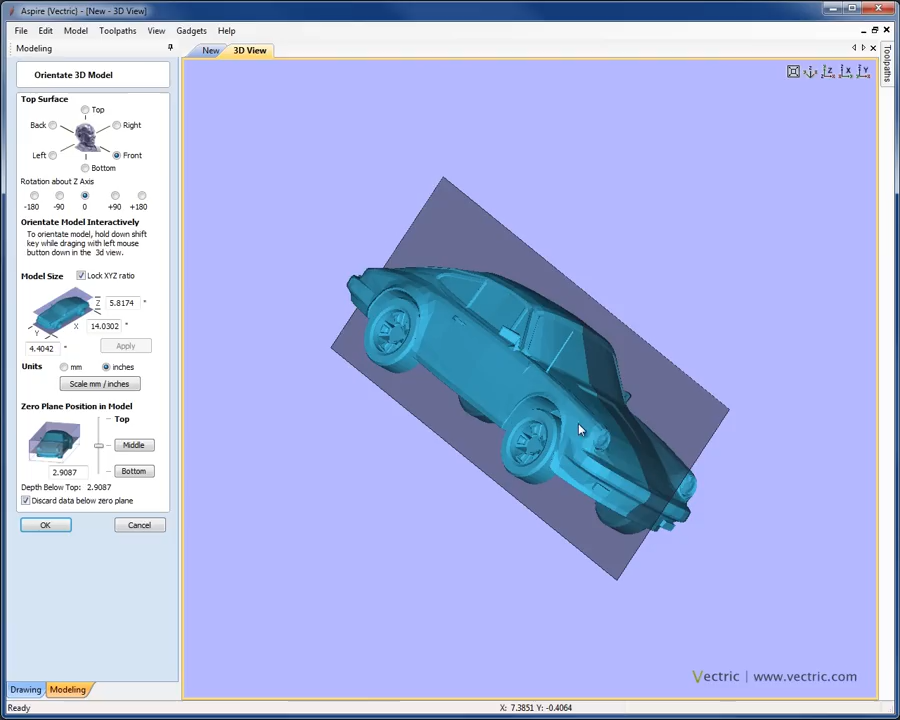 Aspire (Vectric) - [New - 3D View]
File Edit Model Toolpaths View Gadgets Help
Modeling
New 3D View
Toolpaths
Orientate 3D Model
Top Surface
Top
Back Right
Left Front
Bottom
Rotation about Z Axis
-180 -90 0 +90 +180
Orientate Model Interactively
To orientate model, hold down shift
key while draging with left mouse
button down in the 3d view.
Model Size Lock XYZ ratio
Z 5.8174 "
Y X 14.0302 "
4.4042 " Apply
Units mm inches
Scale mm / inches
Zero Plane Position in Model
Top
Middle
2.9087 Bottom
Depth Below Top: 2.9087
Discard data below zero plane
OK Cancel
Vectric | www.vectric.com
Drawing Modeling
Ready X: 7.3851 Y: -0.4064